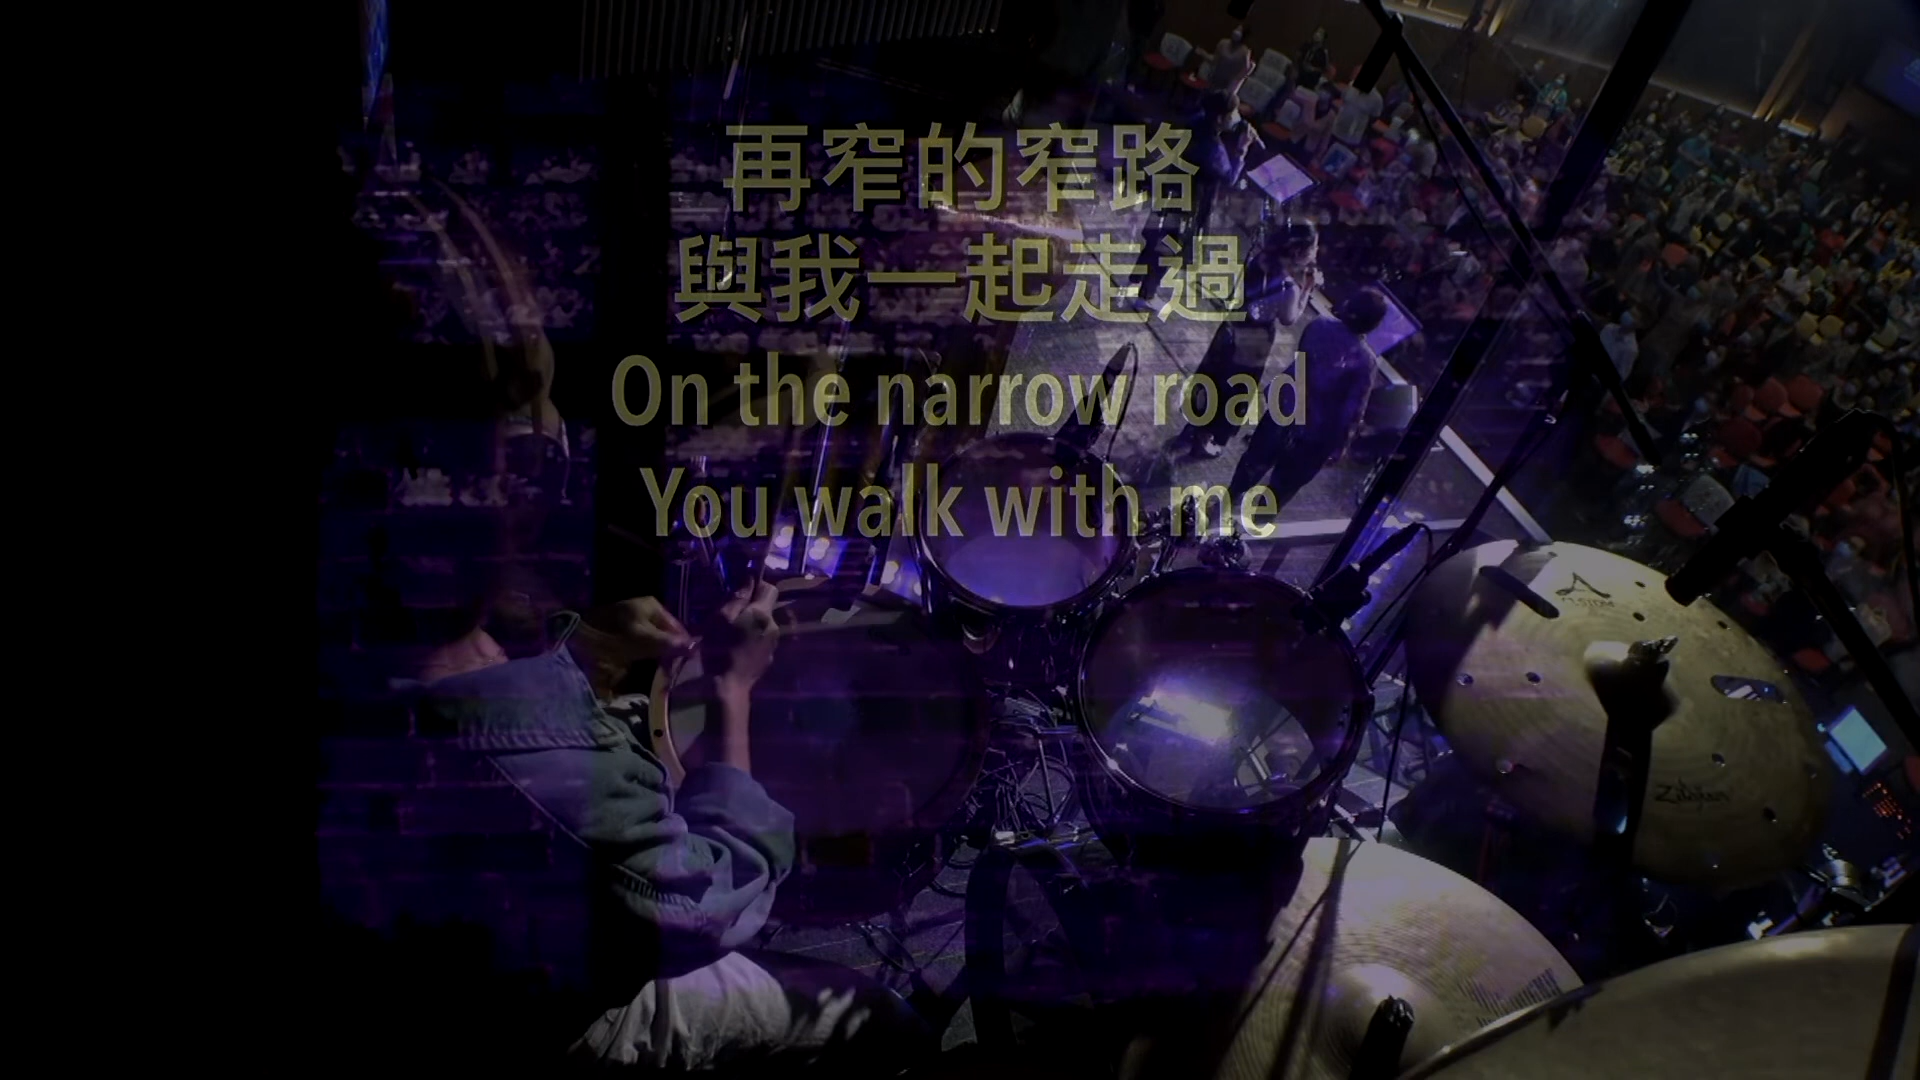 再窄的窄路
與我一起走過
On the narrow road
You walk with me
A
Zildjian